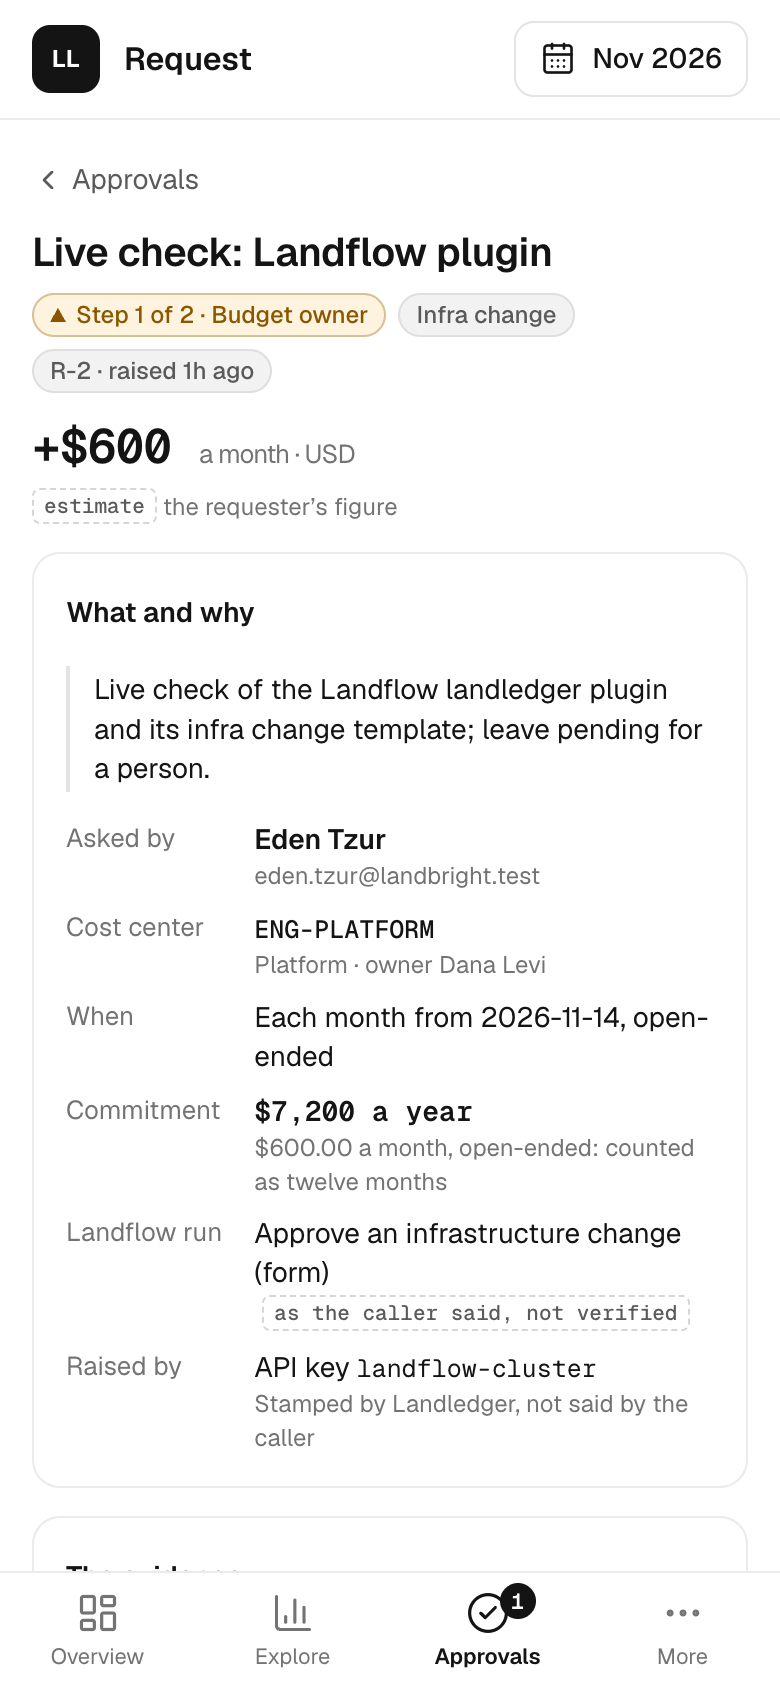 LL
Request
Nov 2026
Approvals
Live check: Landflow plugin
▲ Step 1 of 2 · Budget owner
Infra change
R-2 · raised 1h ago
+$600 a month · USD
estimate the requester’s figure
What and why
Live check of the Landflow landledger plugin
and its infra change template; leave pending for
a person.
Asked by
Eden Tzur
eden.tzur@landbright.test
Cost center
ENG-PLATFORM
Platform · owner Dana Levi
When
Each month from 2026-11-14, open-
ended
Commitment
$7,200 a year
$600.00 a month, open-ended: counted
as twelve months
Landflow run
Approve an infrastructure change
(form)
as the caller said, not verified
Raised by
API key landflow-cluster
Stamped by Landledger, not said by the
caller
Overview
Explore
1
Approvals
More